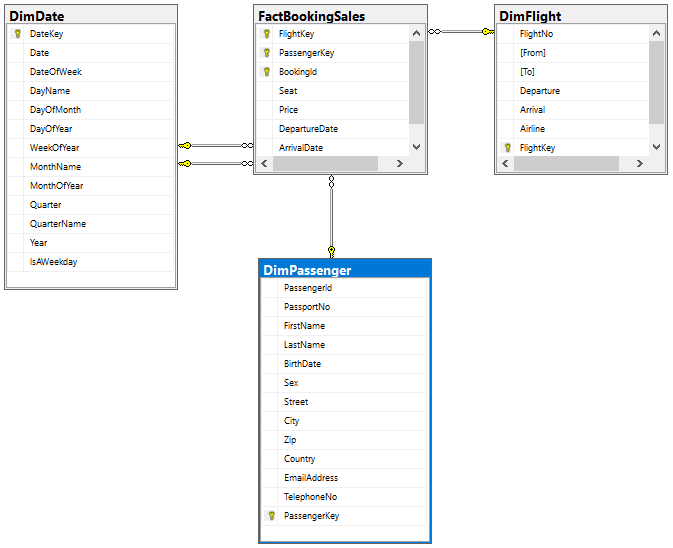 DimDate
DateKey
Date
DateOfWeek
DayName
DayOfMonth
DayOfYear
WeekOfYear
MonthName
MonthOfYear
Quarter
QuarterName
Year
IsAWeekday
FactBookingSales
FlightKey
PassengerKey
BookingId
Seat
Price
DepartureDate
ArrivalDate
DimFlight
FlightNo
[From]
[To]
Departure
Arrival
Airline
FlightKey
DimPassenger
PassengerId
PassportNo
FirstName
LastName
BirthDate
Sex
Street
City
Zip
Country
EmailAddress
TelephoneNo
PassengerKey